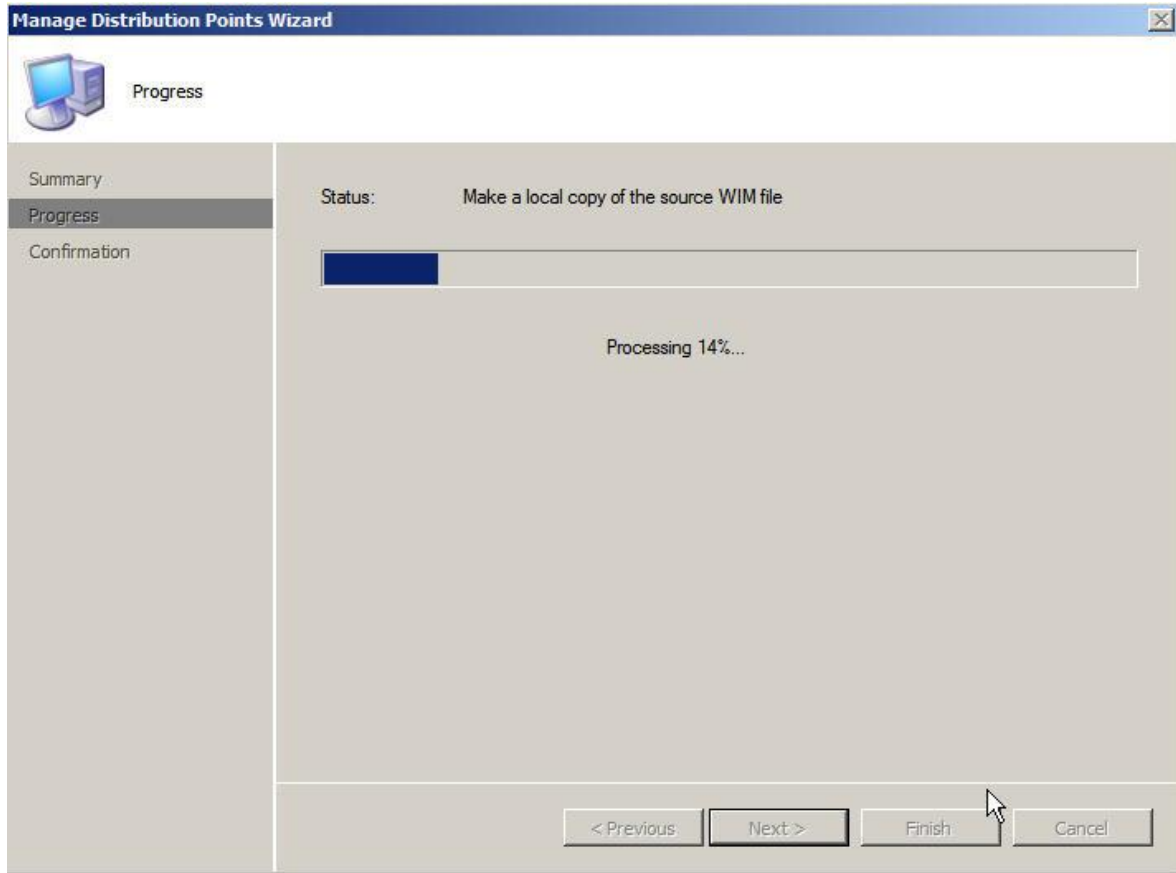 Manage Distribution Points Wizard
Progress
Summary
Progress
Confirmation
Status: Make a local copy of the source WIM file
Processing 14%...
< Previous Next > Finish Cancel